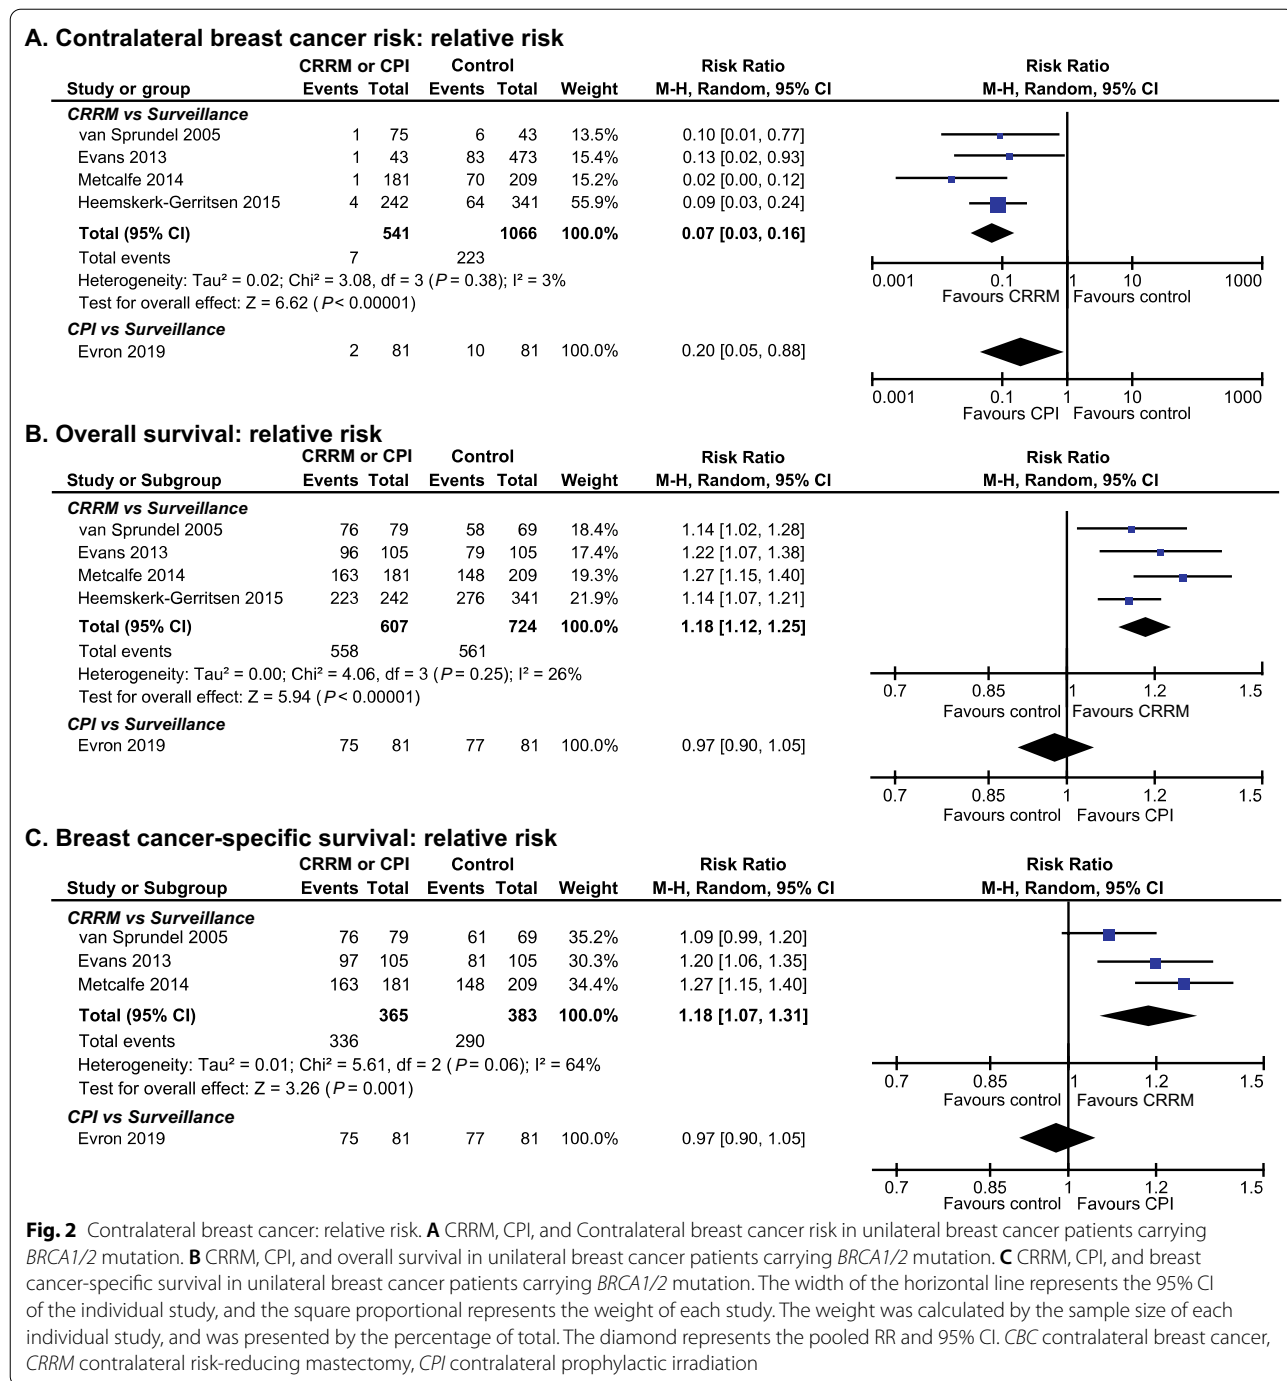 A. Contralateral breast cancer risk: relative risk
CRRM or CPI Control Risk Ratio Risk Ratio
Study or group Events Total Events Total Weight M-H, Random, 95% CI M-H, Random, 95% CI
CRRM vs Surveillance
van Sprundel 2005 1 75 6 43 13.5% 0.10 [0.01, 0.77]
Evans 2013 1 43 83 473 15.4% 0.13 [0.02, 0.93]
Metcalfe 2014 1 181 70 209 15.2% 0.02 [0.00, 0.12]
Heemskerk-Gerritsen 2015 4 242 64 341 55.9% 0.09 [0.03, 0.24]
Total (95% CI) 541 1066 100.0% 0.07 [0.03, 0.16]
Total events 7 223
Heterogeneity: Tau² = 0.02; Chi² = 3.08, df = 3 (P = 0.38); I² = 3%
0.001 0.1 1 10 1000
Test for overall effect: Z = 6.62 (P< 0.00001)
Favours CRRM Favours control
CPI vs Surveillance
Evron 2019 2 81 10 81 100.0% 0.20 [0.05, 0.88]
0.001 0.1 1 10 1000
Favours CPI Favours control
B. Overall survival: relative risk
CRRM or CPI Control Risk Ratio Risk Ratio
Study or Subgroup Events Total Events Total Weight M-H, Random, 95% CI M-H, Random, 95% CI
CRRM vs Surveillance
van Sprundel 2005 76 79 58 69 18.4% 1.14 [1.02, 1.28]
Evans 2013 96 105 79 105 17.4% 1.22 [1.07, 1.38]
Metcalfe 2014 163 181 148 209 19.3% 1.27 [1.15, 1.40]
Heemskerk-Gerritsen 2015 223 242 276 341 21.9% 1.14 [1.07, 1.21]
Total (95% CI) 607 724 100.0% 1.18 [1.12, 1.25]
Total events 558 561
Heterogeneity: Tau² = 0.00; Chi² = 4.06, df = 3 (P = 0.25); I² = 26%
0.7 0.85 1 1.2 1.5
Test for overall effect: Z = 5.94 (P < 0.00001)
Favours control Favours CRRM
CPI vs Surveillance
Evron 2019 75 81 77 81 100.0% 0.97 [0.90, 1.05]
0.7 0.85 1 1.2 1.5
Favours control Favours CPI
C. Breast cancer-specific survival: relative risk
CRRM or CPI Control Risk Ratio Risk Ratio
Study or Subgroup Events Total Events Total Weight M-H, Random, 95% CI M-H, Random, 95% CI
CRRM vs Surveillance
van Sprundel 2005 76 79 61 69 35.2% 1.09 [0.99, 1.20]
Evans 2013 97 105 81 105 30.3% 1.20 [1.06, 1.35]
Metcalfe 2014 163 181 148 209 34.4% 1.27 [1.15, 1.40]
Total (95% CI) 365 383 100.0% 1.18 [1.07, 1.31]
Total events 336 290
Heterogeneity: Tau² = 0.01; Chi² = 5.61, df = 2 (P = 0.06); I² = 64%
0.7 0.85 1 1.2 1.5
Test for overall effect: Z = 3.26 (P = 0.001)
Favours control Favours CRRM
CPI vs Surveillance
Evron 2019 75 81 77 81 100.0% 0.97 [0.90, 1.05]
0.7 0.85 1 1.2 1.5
Favours control Favours CPI
Fig. 2 Contralateral breast cancer: relative risk. A CRRM, CPI, and Contralateral breast cancer risk in unilateral breast cancer patients carrying
BRCA1/2 mutation. B CRRM, CPI, and overall survival in unilateral breast cancer patients carrying BRCA1/2 mutation. C CRRM, CPI, and breast
cancer-specific survival in unilateral breast cancer patients carrying BRCA1/2 mutation. The width of the horizontal line represents the 95% CI
of the individual study, and the square proportional represents the weight of each study. The weight was calculated by the sample size of each
individual study, and was presented by the percentage of total. The diamond represents the pooled RR and 95% CI. CBC contralateral breast cancer,
CRRM contralateral risk-reducing mastectomy, CPI contralateral prophylactic irradiation